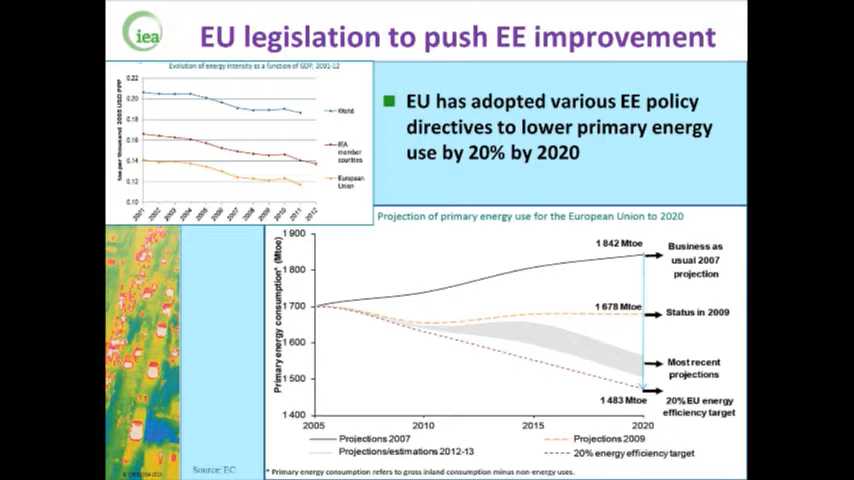 iea
EU legislation to push EE improvement
Evolution of energy intensity as a function of GDP, 2001-12
toe per thousand 2005 USD PPP
0.22
0.20
0.18
0.16
0.14
0.12
0.10
2001
2002
2003
2004
2005
2006
2007
2008
2009
2010
2011
2012
World
IEA
member
countries
European
Union
EU has adopted various EE policy
directives to lower primary energy
use by 20% by 2020
Projection of primary energy use for the European Union to 2020
Primary energy consumption* (Mtoe)
1 900
1 800
1 700
1 600
1 500
1 400
2005
2010
2015
2020
1 842 Mtoe
Business as
usual 2007
projection
1 678 Mtoe
Status in 2009
Most recent
projections
1 483 Mtoe
20% EU energy
efficiency target
Projections 2007
Projections 2009
Projections/estimations 2012-13
20% energy efficiency target
Source: EC
* Primary energy consumption refers to gross inland consumption minus non-energy uses.